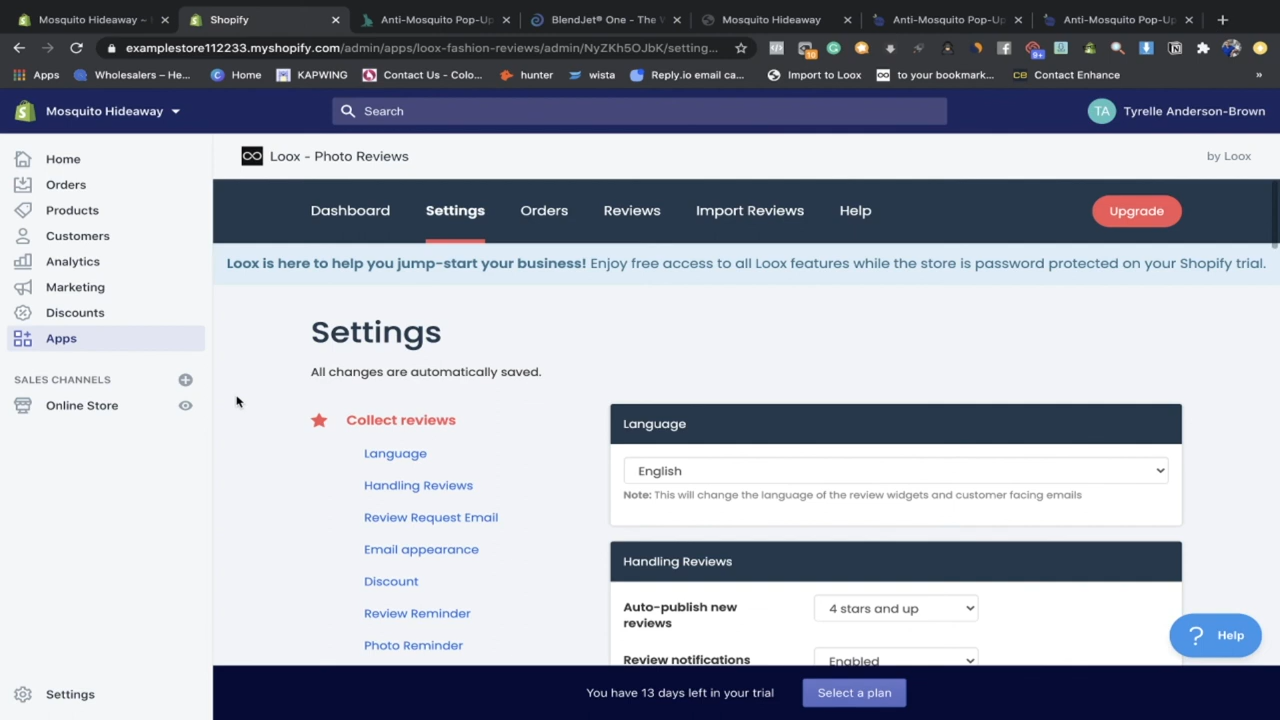 Mosquito Hideaway ~
Shopify
Anti-Mosquito Pop-Up
BlendJet® One - The
Mosquito Hideaway
Anti-Mosquito Pop-Up
Anti-Mosquito Pop-Up
examplestore112233.myshopify.com/admin/apps/loox-fashion-reviews/admin/NyZKh5OJbK/setting...
10
9+
Apps
Wholesalers – He...
Home
KAPWING
Contact Us - Colo...
hunter
wista
Reply.io email ca...
Import to Loox
to your bookmark...
CB Contact Enhance
»
Mosquito Hideaway
Search
TA Tyrelle Anderson-Brown
Home
Orders
Products
Customers
Analytics
Marketing
Discounts
Apps
SALES CHANNELS
Online Store
Settings
Loox - Photo Reviews
by Loox
Dashboard
Settings
Orders
Reviews
Import Reviews
Help
Upgrade
Loox is here to help you jump-start your business! Enjoy free access to all Loox features while the store is password protected on your Shopify trial.
Settings
All changes are automatically saved.
Collect reviews
Language
Handling Reviews
Review Request Email
Email appearance
Discount
Review Reminder
Photo Reminder
Language
English
Note: This will change the language of the review widgets and customer facing emails
Handling Reviews
Auto-publish new
reviews
4 stars and up
Review notifications
Enabled
? Help
You have 13 days left in your trial
Select a plan